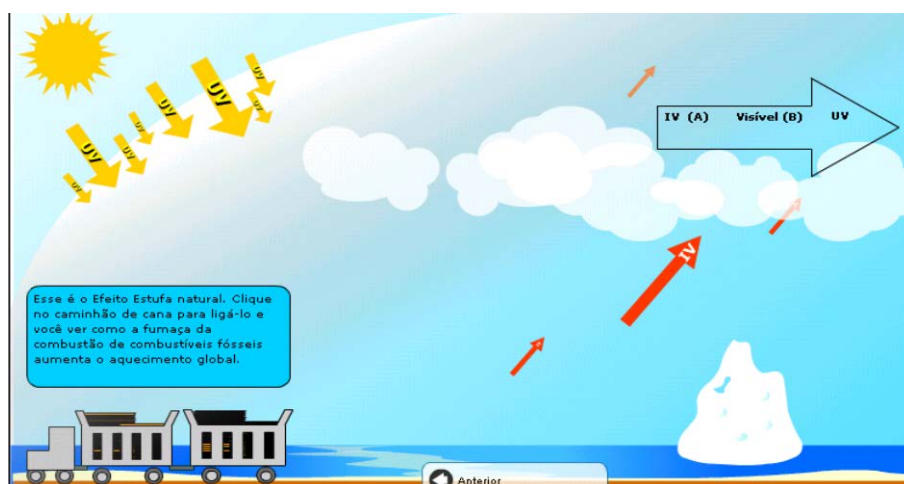 UV
UV
UV
UV
UV
UV
UV
UV
IV (A) Visível (B) UV
IV
Esse é o Efeito Estufa natural. Clique
no caminhão de cana para ligá-lo e
você ver como a fumaça da
combustão de combustíveis fósseis
aumenta o aquecimento global.
Anterior